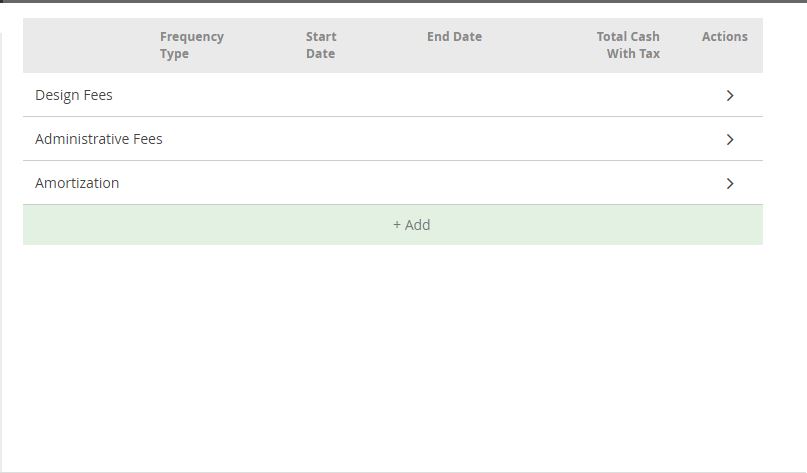 Frequency Type
Start Date
End Date
Total Cash With Tax
Actions
Design Fees
Administrative Fees
Amortization
+ Add